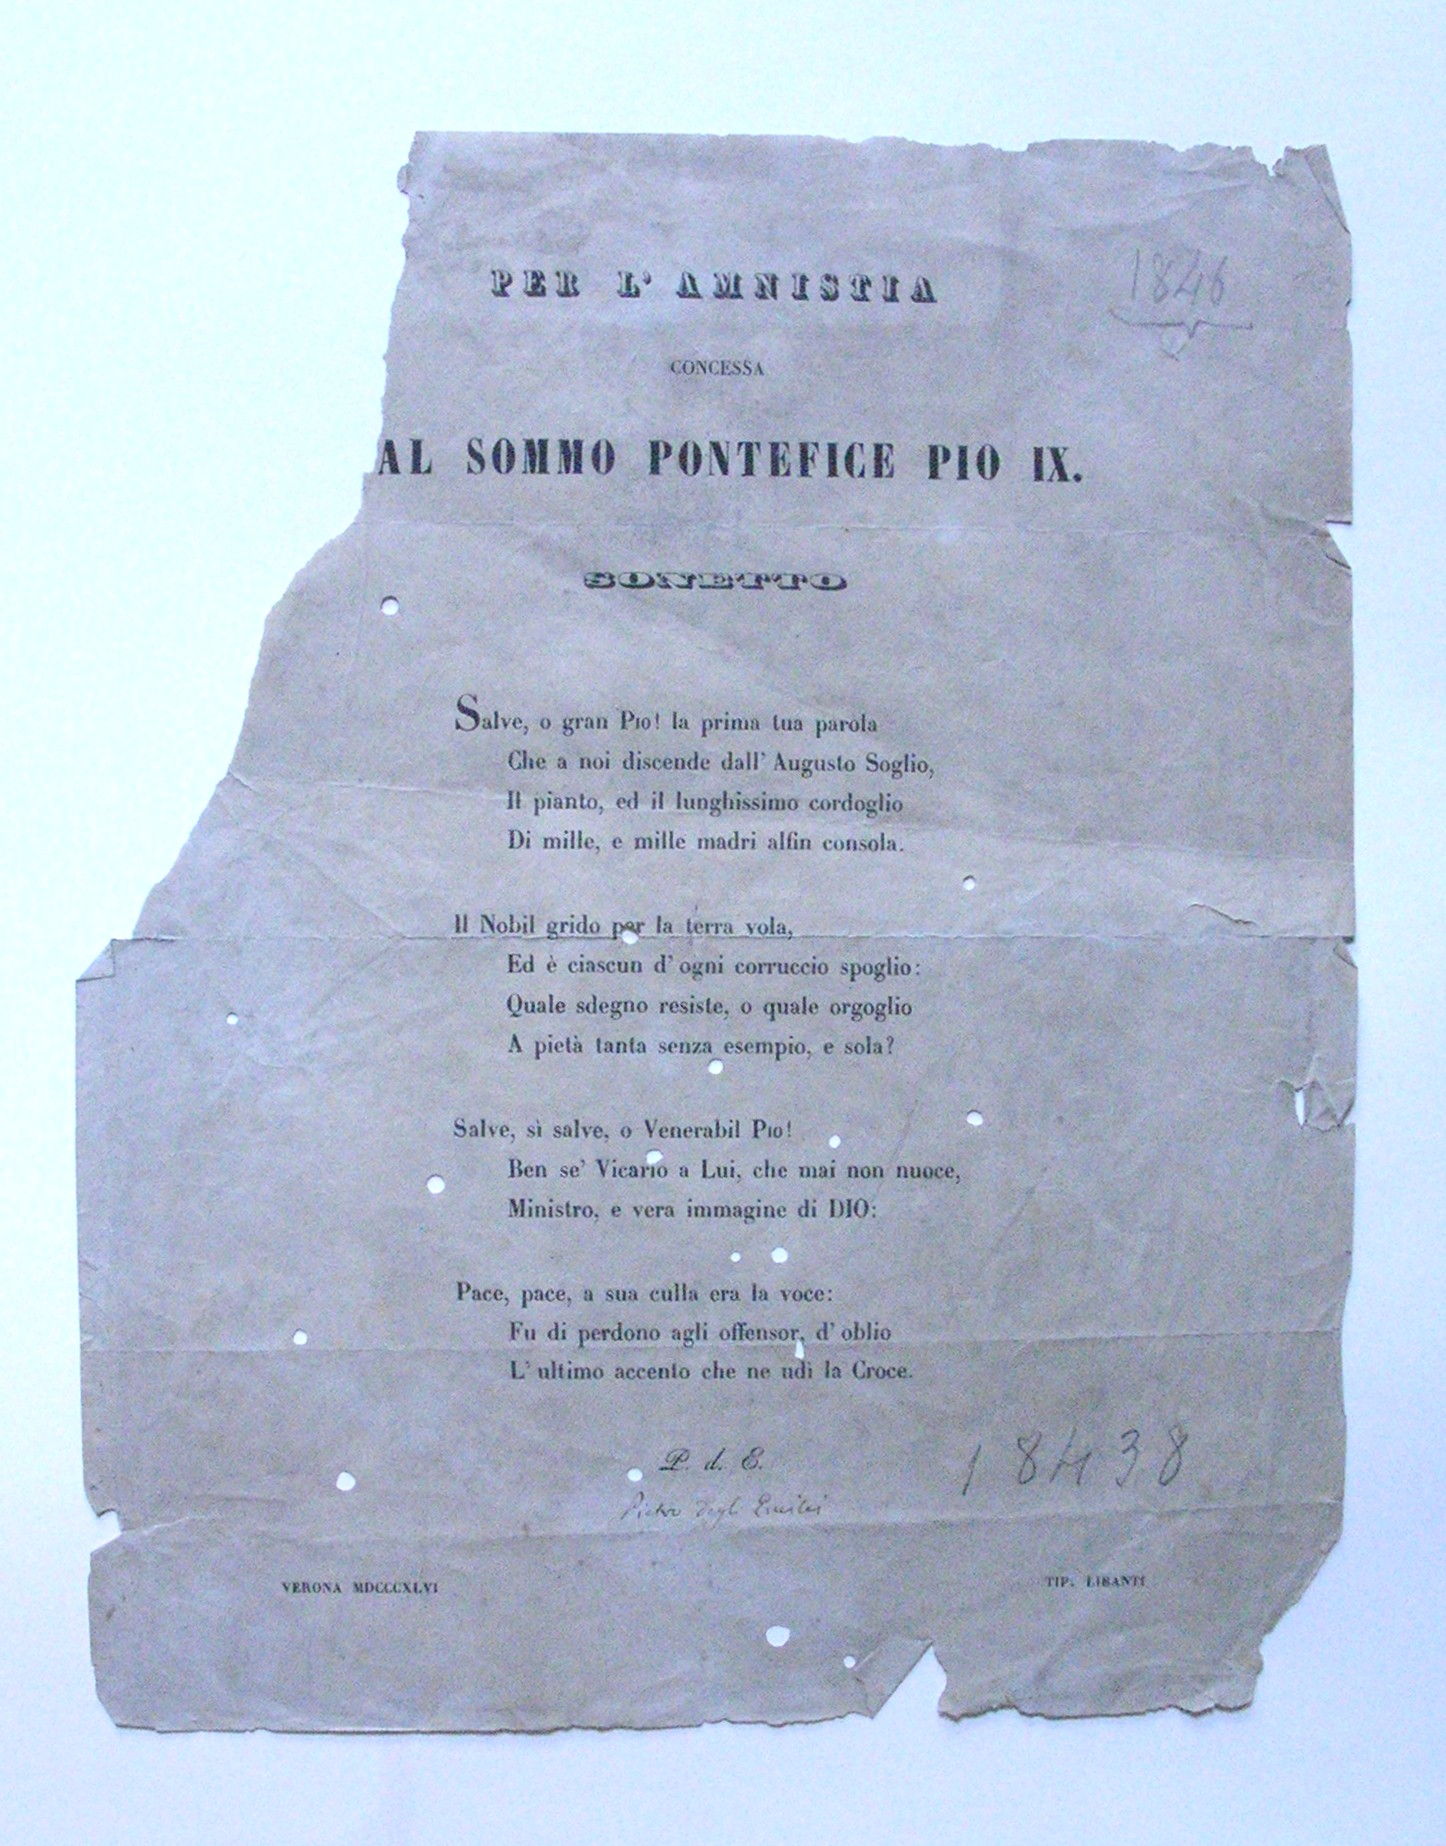 PER L' AMNISTIA
1846
CONCESSA
AL SOMMO PONTEFICE PIO IX.
SONETTO
Salve, o gran Pio! la prima tua parola
Che a noi discende dall' Augusto Soglio,
Il pianto, ed il lunghissimo cordoglio
Di mille, e mille madri alfin consola.
Il Nobil grido per la terra vola,
Ed è ciascun d' ogni corruccio spoglio:
Quale sdegno resiste, o quale orgoglio
A pietà tanta senza esempio, e sola?
Salve, sì salve, o Venerabil Pio!
Ben se' Vicario a Lui, che mai non nuoce,
Ministro, e vera immagine di DIO:
Pace, pace, a sua culla era la voce:
Fu di perdono agli offensor, d' oblio
L' ultimo accento che ne udì la Croce.
P. d. E.
18438
Pietro degli Emilei
VERONA MDCCCXLVI
TIP. LIBANTI